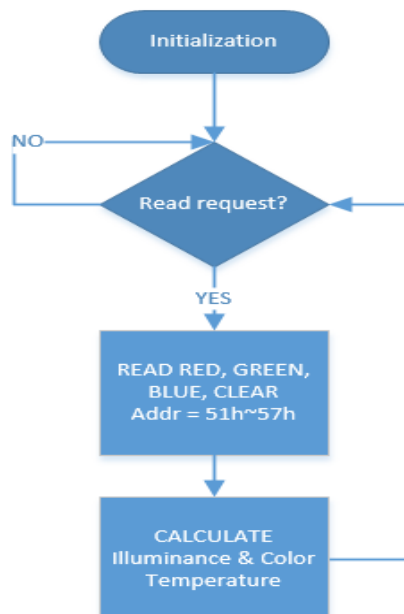 Initialization
NO
Read request?
YES
READ RED, GREEN,
BLUE, CLEAR
Addr = 51h~57h
CALCULATE
Illuminance & Color
Temperature